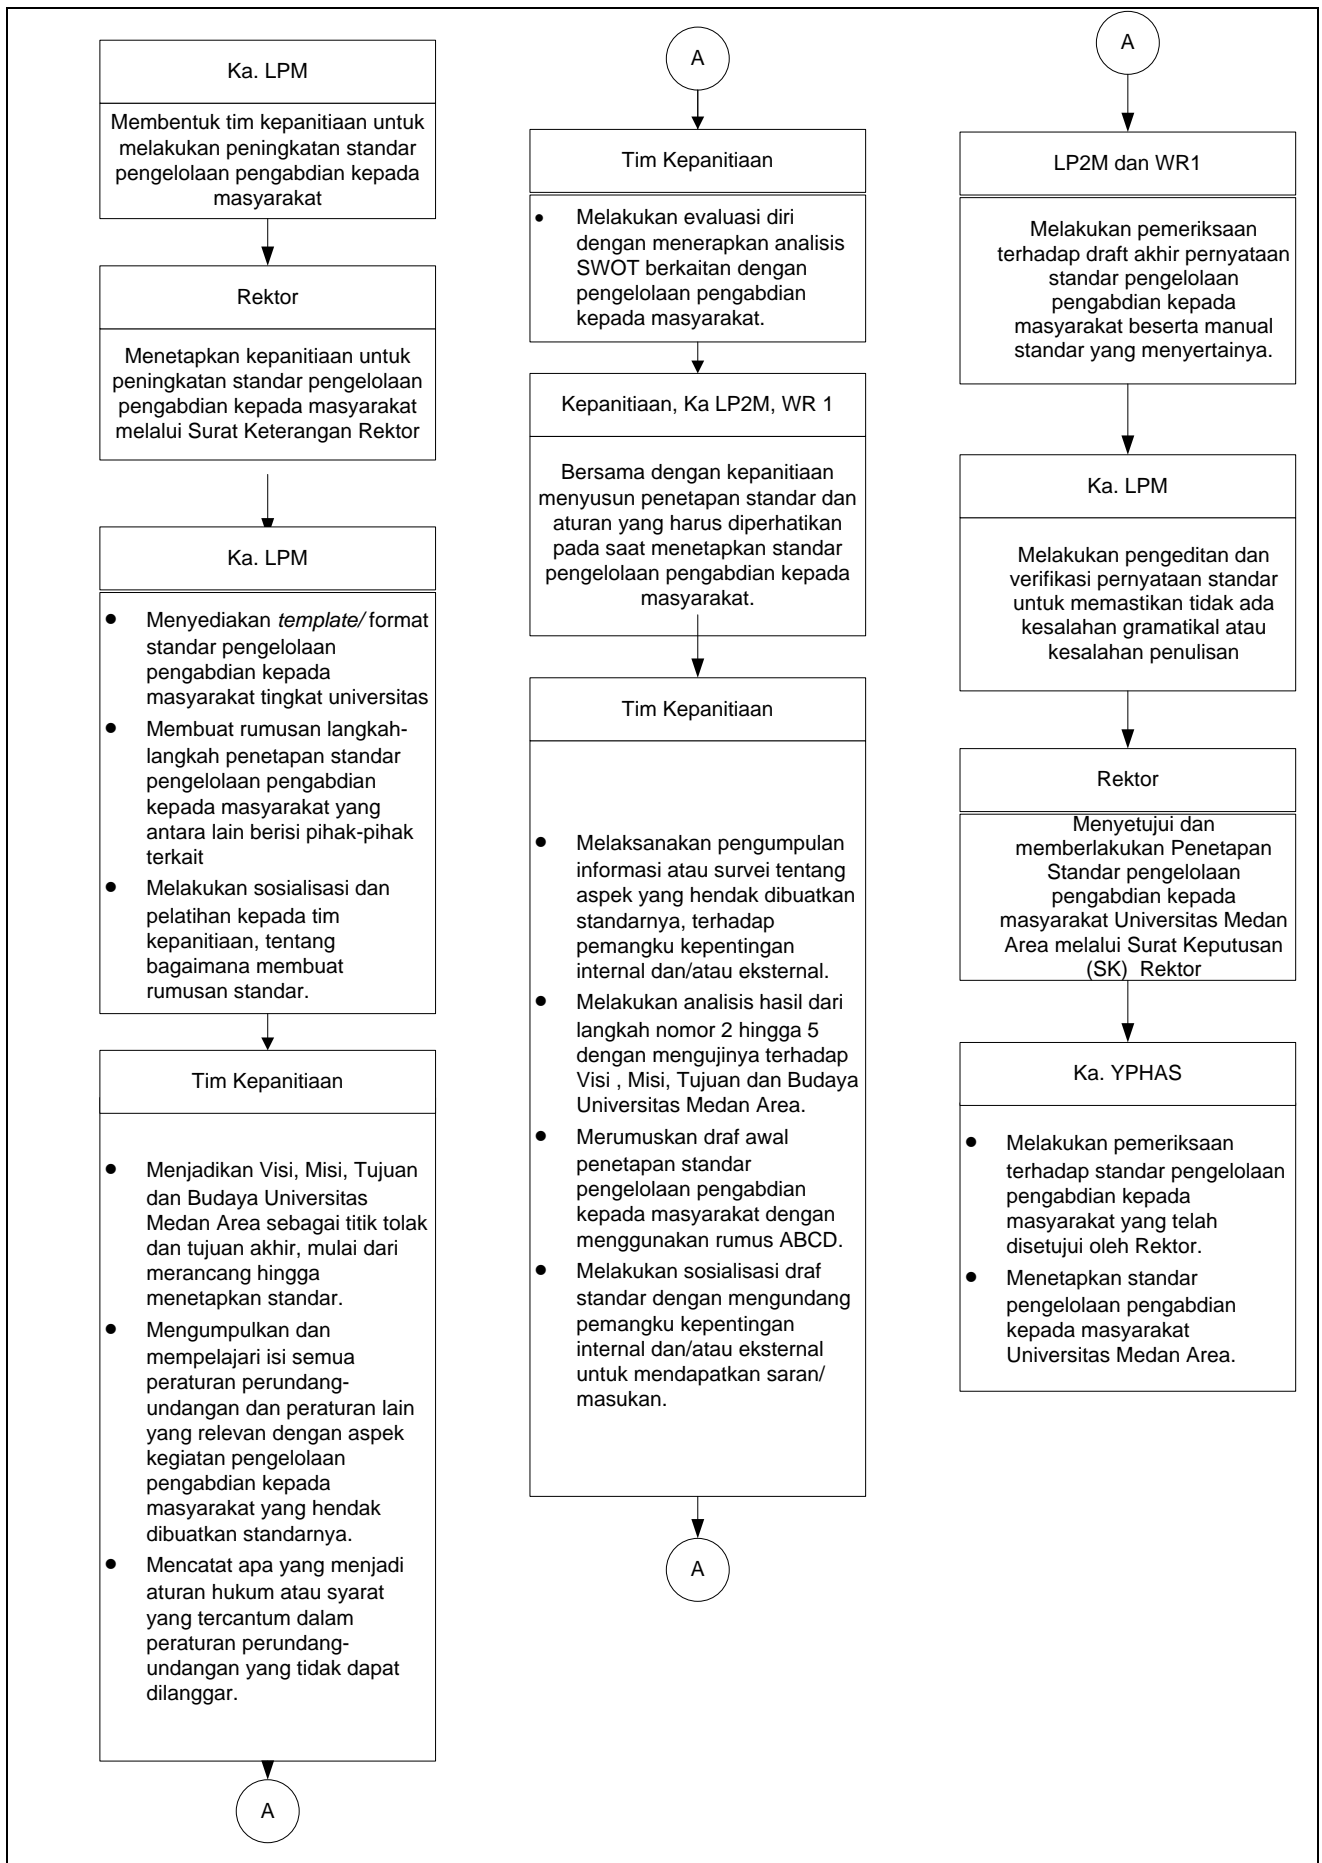 Ka. LPM
Membentuk tim kepanitiaan untuk
melakukan peningkatan standar
pengelolaan pengabdian kepada
masyarakat
Rektor
Menetapkan kepanitiaan untuk
peningkatan standar pengelolaan
pengabdian kepada masyarakat
melalui Surat Keterangan Rektor
Ka. LPM
• Menyediakan template/ format
standar pengelolaan
pengabdian kepada
masyarakat tingkat universitas
• Membuat rumusan langkah-
langkah penetapan standar
pengelolaan pengabdian
kepada masyarakat yang
antara lain berisi pihak-pihak
terkait
• Melakukan sosialisasi dan
pelatihan kepada tim
kepanitiaan, tentang
bagaimana membuat
rumusan standar.
Tim Kepanitiaan
• Menjadikan Visi, Misi, Tujuan
dan Budaya Universitas
Medan Area sebagai titik tolak
dan tujuan akhir, mulai dari
merancang hingga
menetapkan standar.
• Mengumpulkan dan
mempelajari isi semua
peraturan perundang-
undangan dan peraturan lain
yang relevan dengan aspek
kegiatan pengelolaan
pengabdian kepada
masyarakat yang hendak
dibuatkan standarnya.
• Mencatat apa yang menjadi
aturan hukum atau syarat
yang tercantum dalam
peraturan perundang-
undangan yang tidak dapat
dilanggar.
A
A
Tim Kepanitiaan
• Melakukan evaluasi diri
dengan menerapkan analisis
SWOT berkaitan dengan
pengelolaan pengabdian
kepada masyarakat.
Kepanitiaan, Ka LP2M, WR 1
Bersama dengan kepanitiaan
menyusun penetapan standar dan
aturan yang harus diperhatikan
pada saat menetapkan standar
pengelolaan pengabdian kepada
masyarakat.
Tim Kepanitiaan
• Melaksanakan pengumpulan
informasi atau survei tentang
aspek yang hendak dibuatkan
standarnya, terhadap
pemangku kepentingan
internal dan/atau eksternal.
• Melakukan analisis hasil dari
langkah nomor 2 hingga 5
dengan mengujinya terhadap
Visi , Misi, Tujuan dan Budaya
Universitas Medan Area.
• Merumuskan draf awal
penetapan standar
pengelolaan pengabdian
kepada masyarakat dengan
menggunakan rumus ABCD.
• Melakukan sosialisasi draf
standar dengan mengundang
pemangku kepentingan
internal dan/atau eksternal
untuk mendapatkan saran/
masukan.
A
A
LP2M dan WR1
Melakukan pemeriksaan
terhadap draft akhir pernyataan
standar pengelolaan
pengabdian kepada
masyarakat beserta manual
standar yang menyertainya.
Ka. LPM
Melakukan pengeditan dan
verifikasi pernyataan standar
untuk memastikan tidak ada
kesalahan gramatikal atau
kesalahan penulisan
Rektor
Menyetujui dan
memberlakukan Penetapan
Standar pengelolaan
pengabdian kepada
masyarakat Universitas Medan
Area melalui Surat Keputusan
(SK) Rektor
Ka. YPHAS
• Melakukan pemeriksaan
terhadap standar pengelolaan
pengabdian kepada
masyarakat yang telah
disetujui oleh Rektor.
• Menetapkan standar
pengelolaan pengabdian
kepada masyarakat
Universitas Medan Area.